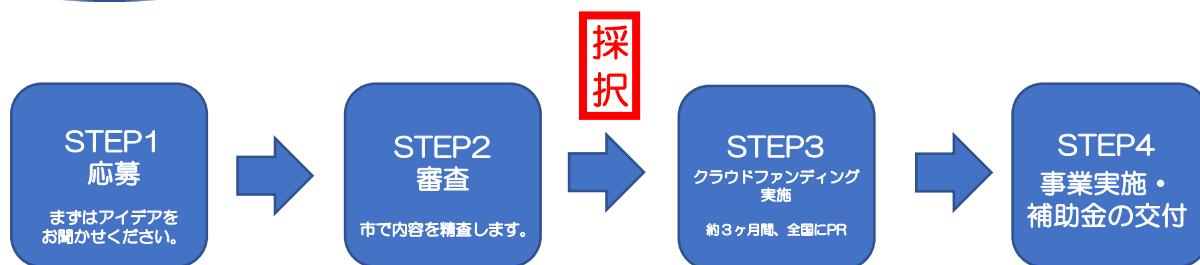 採
択
STEP1
応募
まずはアイデアを
お聞かせください。
STEP2
審査
市で内容を精査します。
STEP3
クラウドファンディング
実施
約3ヶ月間、全国にPR
STEP4
事業実施・
補助金の交付